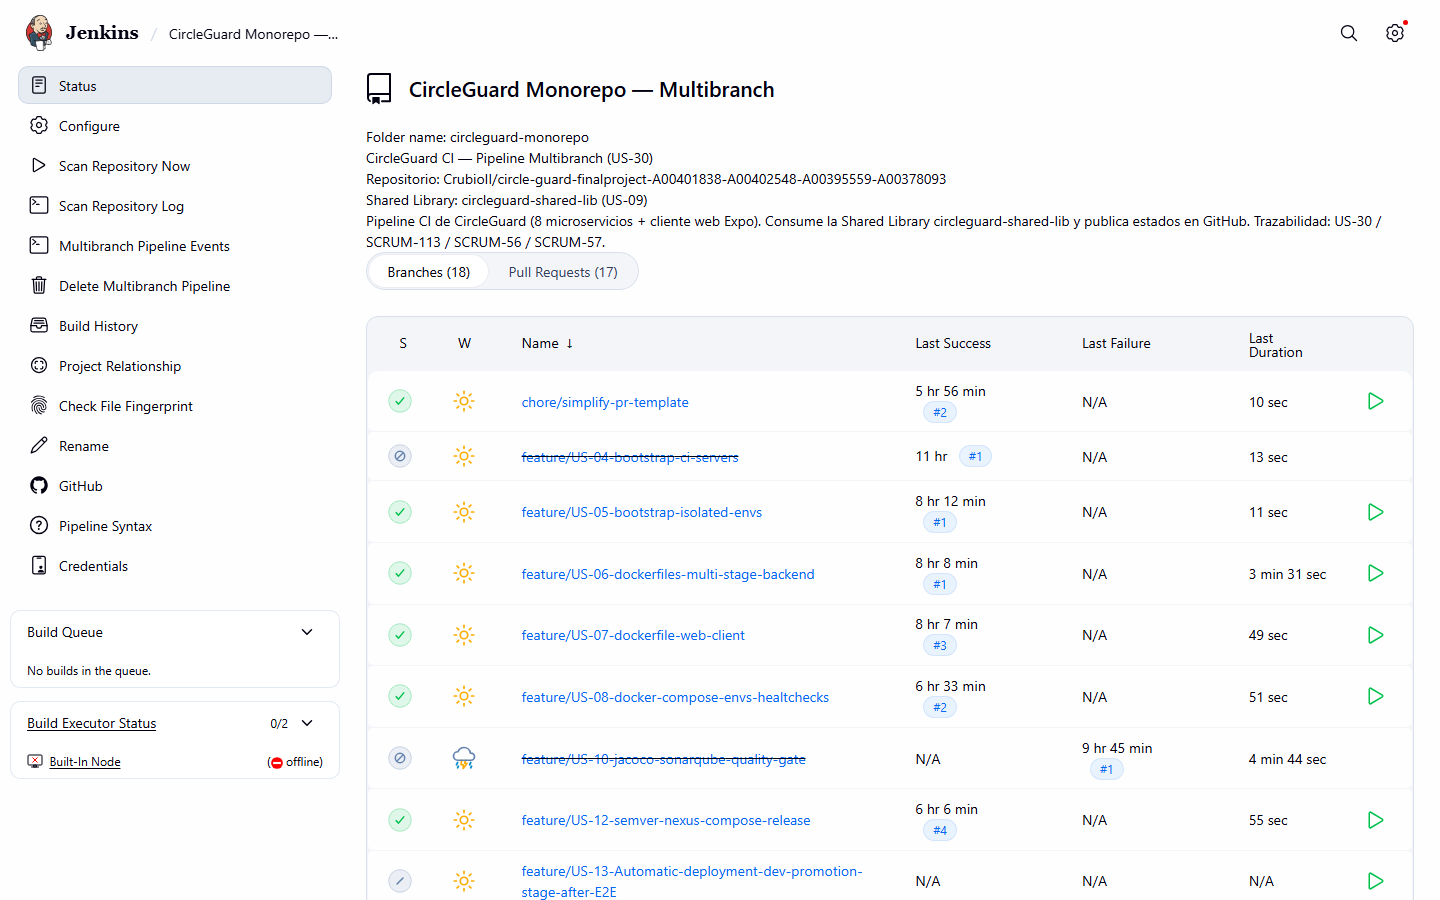 Jenkins / CircleGuard Monorepo —...
Status
Configure
Scan Repository Now
Scan Repository Log
Multibranch Pipeline Events
Delete Multibranch Pipeline
Build History
Project Relationship
Check File Fingerprint
Rename
GitHub
Pipeline Syntax
Credentials
Build Queue
No builds in the queue.
Build Executor Status 0/2
Built-In Node (offline)
CircleGuard Monorepo — Multibranch
Folder name: circleguard-monorepo
CircleGuard CI — Pipeline Multibranch (US-30)
Repositorio: Crubioll/circle-guard-finalproject-A00401838-A00402548-A00395559-A00378093
Shared Library: circleguard-shared-lib (US-09)
Pipeline CI de CircleGuard (8 microservicios + cliente web Expo). Consume la Shared Library circleguard-shared-lib y publica estados en GitHub. Trazabilidad: US-30 /
SCRUM-113 / SCRUM-56 / SCRUM-57.
Branches (18) Pull Requests (17)
S W Name ↓ Last Success Last Failure Last Duration
chore/simplify-pr-template 5 hr 56 min #2 N/A 10 sec
feature/US-04-bootstrap-ci-servers 11 hr #1 N/A 13 sec
feature/US-05-bootstrap-isolated-envs 8 hr 12 min #1 N/A 11 sec
feature/US-06-dockerfiles-multi-stage-backend 8 hr 8 min #1 N/A 3 min 31 sec
feature/US-07-dockerfile-web-client 8 hr 7 min #3 N/A 49 sec
feature/US-08-docker-compose-envs-healtchecks 6 hr 33 min #2 N/A 51 sec
feature/US-10-jacoco-sonarqube-quality-gate N/A 9 hr 45 min #1 4 min 44 sec
feature/US-12-semver-nexus-compose-release 6 hr 6 min #4 N/A 55 sec
feature/US-13-Automatic-deployment-dev-promotion-
stage-after-E2E N/A N/A N/A